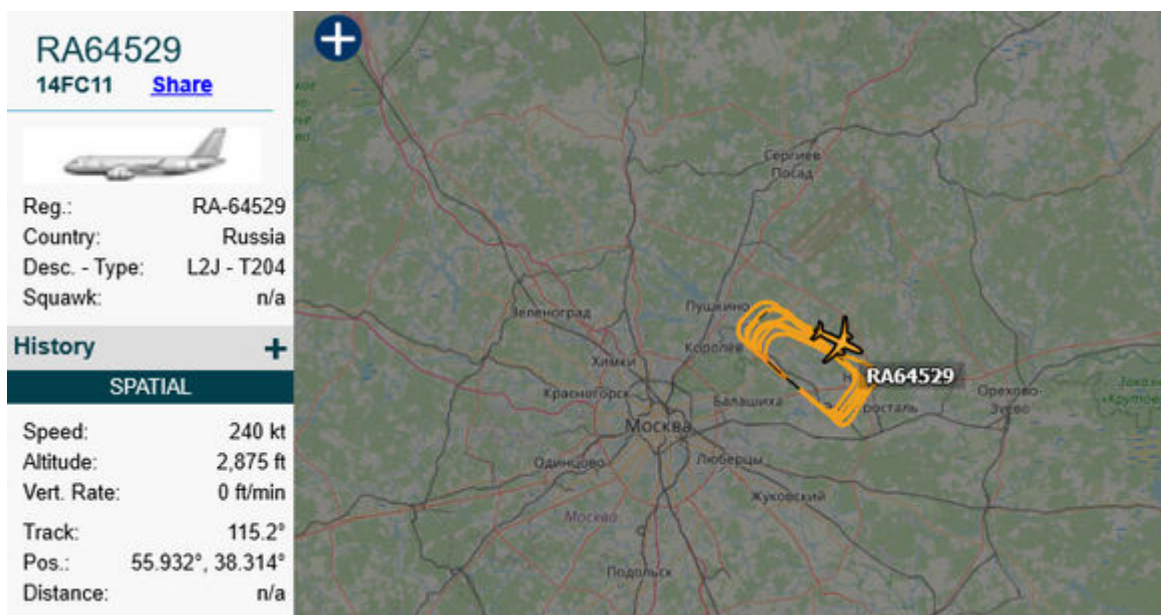 RA64529
14FC11 Share
Reg.: RA-64529
Country: Russia
Desc. - Type: L2J - T204
Squawk: n/a
History +
SPATIAL
Speed: 240 kt
Altitude: 2,875 ft
Vert. Rate: 0 ft/min
Track: 115.2°
Pos.: 55.932°, 38.314°
Distance: n/a
Сергиев
Посад
Пушкино
Зеленоград
Королёв
Химки
RA64529
Красногорск
Балашиха
Орехово-
Зуево
Москва
Одинцово
Люберцы
Жуковский
Москва
Подольск